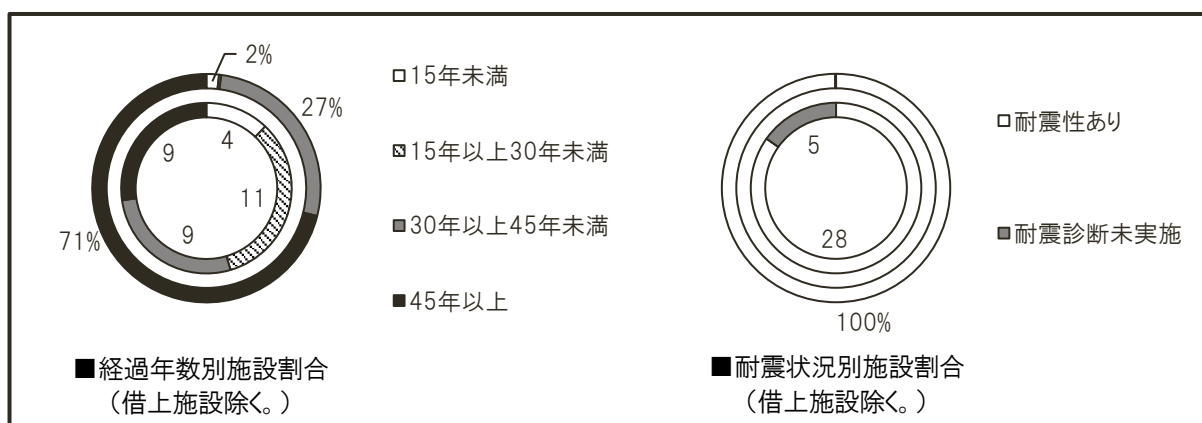 2%
27%
4
9
11
9
71%
□15年未満
15年以上30年未満
■30年以上45年未満
■45年以上
■経過年数別施設割合
（借上施設除く。）
5
28
100%
□耐震性あり
■耐震診断未実施
■耐震状況別施設割合
（借上施設除く。）